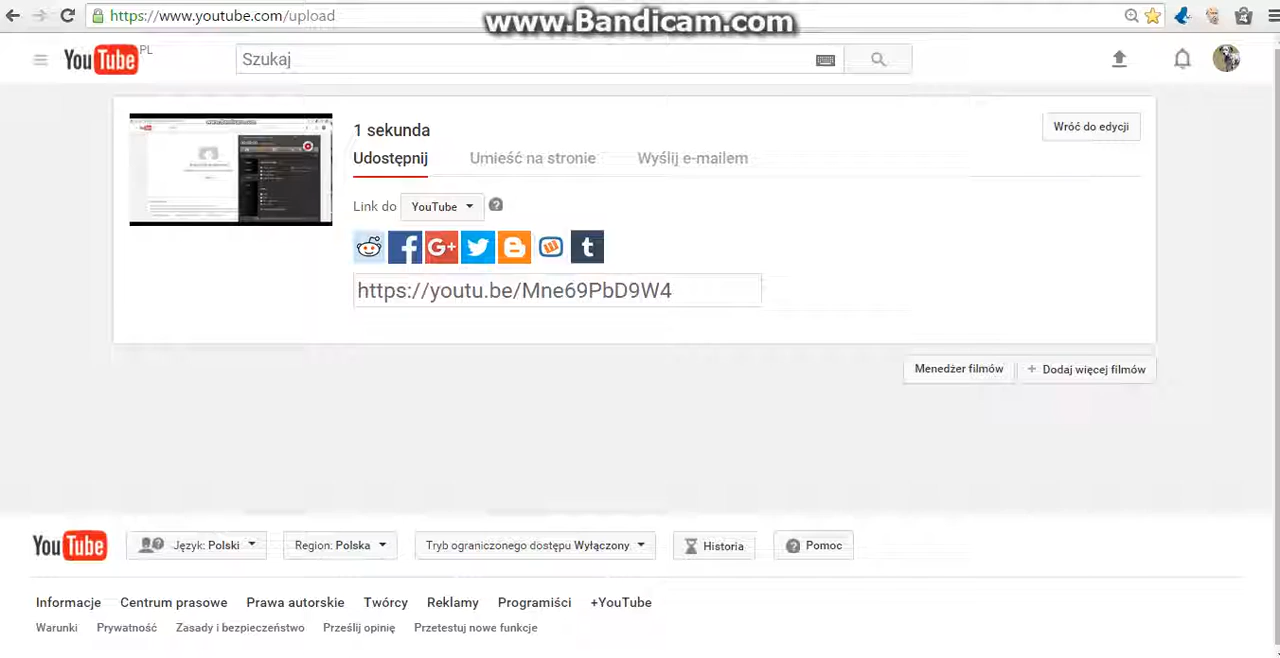 https://www.youtube.com/upload
www.Bandicam.com
YouTube PL
Szukaj
1 sekunda
Wróć do edycji
Udostępnij Umieść na stronie Wyślij e-mailem
Link do YouTube
https://youtu.be/Mne69PbD9W4
Menedżer filmów + Dodaj więcej filmów
YouTube Język: Polski Region: Polska Tryb ograniczonego dostępu Wyłączony Historia Pomoc
Informacje Centrum prasowe Prawa autorskie Twórcy Reklamy Programiści +YouTube
Warunki Prywatność Zasady i bezpieczeństwo Prześlij opinię Przetestuj nowe funkcje